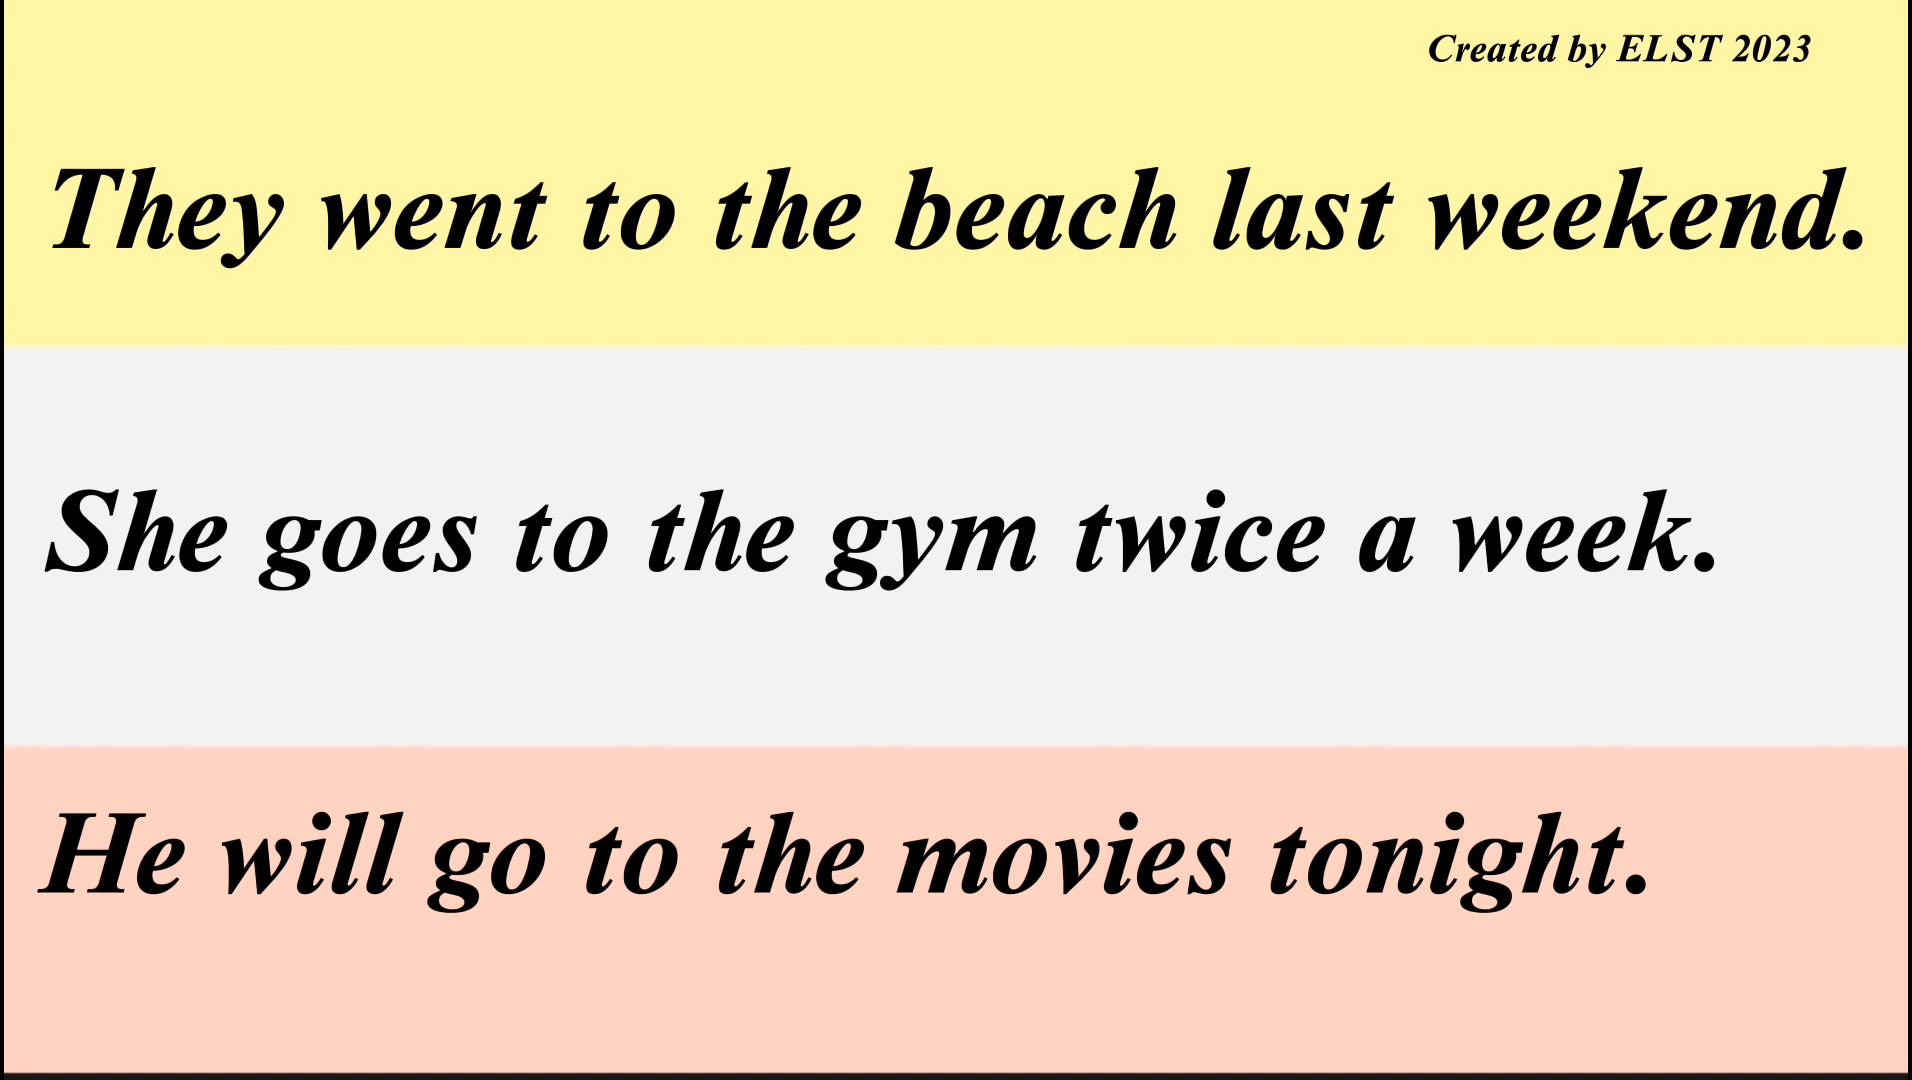 Created by ELST 2023
They went to the beach last weekend.
She goes to the gym twice a week.
He will go to the movies tonight.